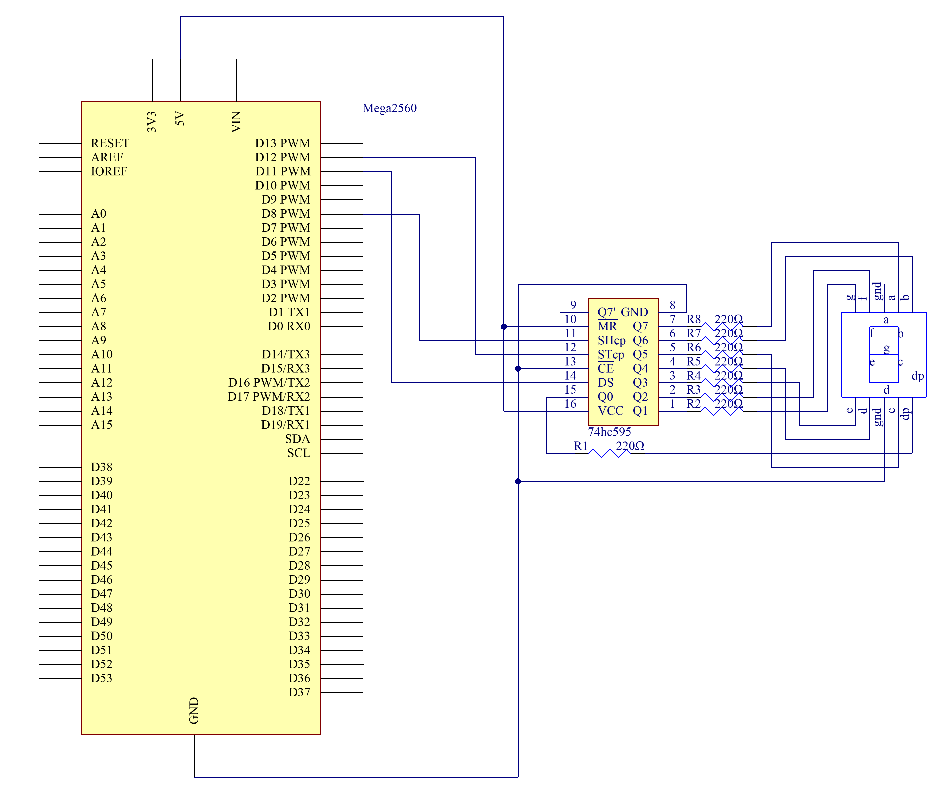 Mega2560
3V3
5V
VIN
RESET
AREF
IOREF
A0
A1
A2
A3
A4
A5
A6
A7
A8
A9
A10
A11
A12
A13
A14
A15
D38
D39
D40
D41
D42
D43
D44
D45
D46
D47
D48
D49
D50
D51
D52
D53
D13 PWM
D12 PWM
D11 PWM
D10 PWM
D9 PWM
D8 PWM
D7 PWM
D6 PWM
D5 PWM
D4 PWM
D3 PWM
D2 PWM
D1 TX1
D0 RX0
D14/TX3
D15/RX3
D16 PWM/TX2
D17 PWM/RX2
D18/TX1
D19/RX1
SDA
SCL
D22
D23
D24
D25
D26
D27
D28
D29
D30
D31
D32
D33
D34
D35
D36
D37
GND
9 Q7' GND 8
10 MR Q7 7 R8 220Ω
11 SHcp Q6 6 R7 220Ω
12 STcp Q5 5 R6 220Ω
13 CE Q4 4 R5 220Ω
14 DS Q3 3 R4 220Ω
15 Q0 Q2 2 R3 220Ω
16 VCC Q1 1 R2 220Ω
74hc595
R1 220Ω
g f gnd a b
a
f b
g
e c
d
dp
e d gnd c dp